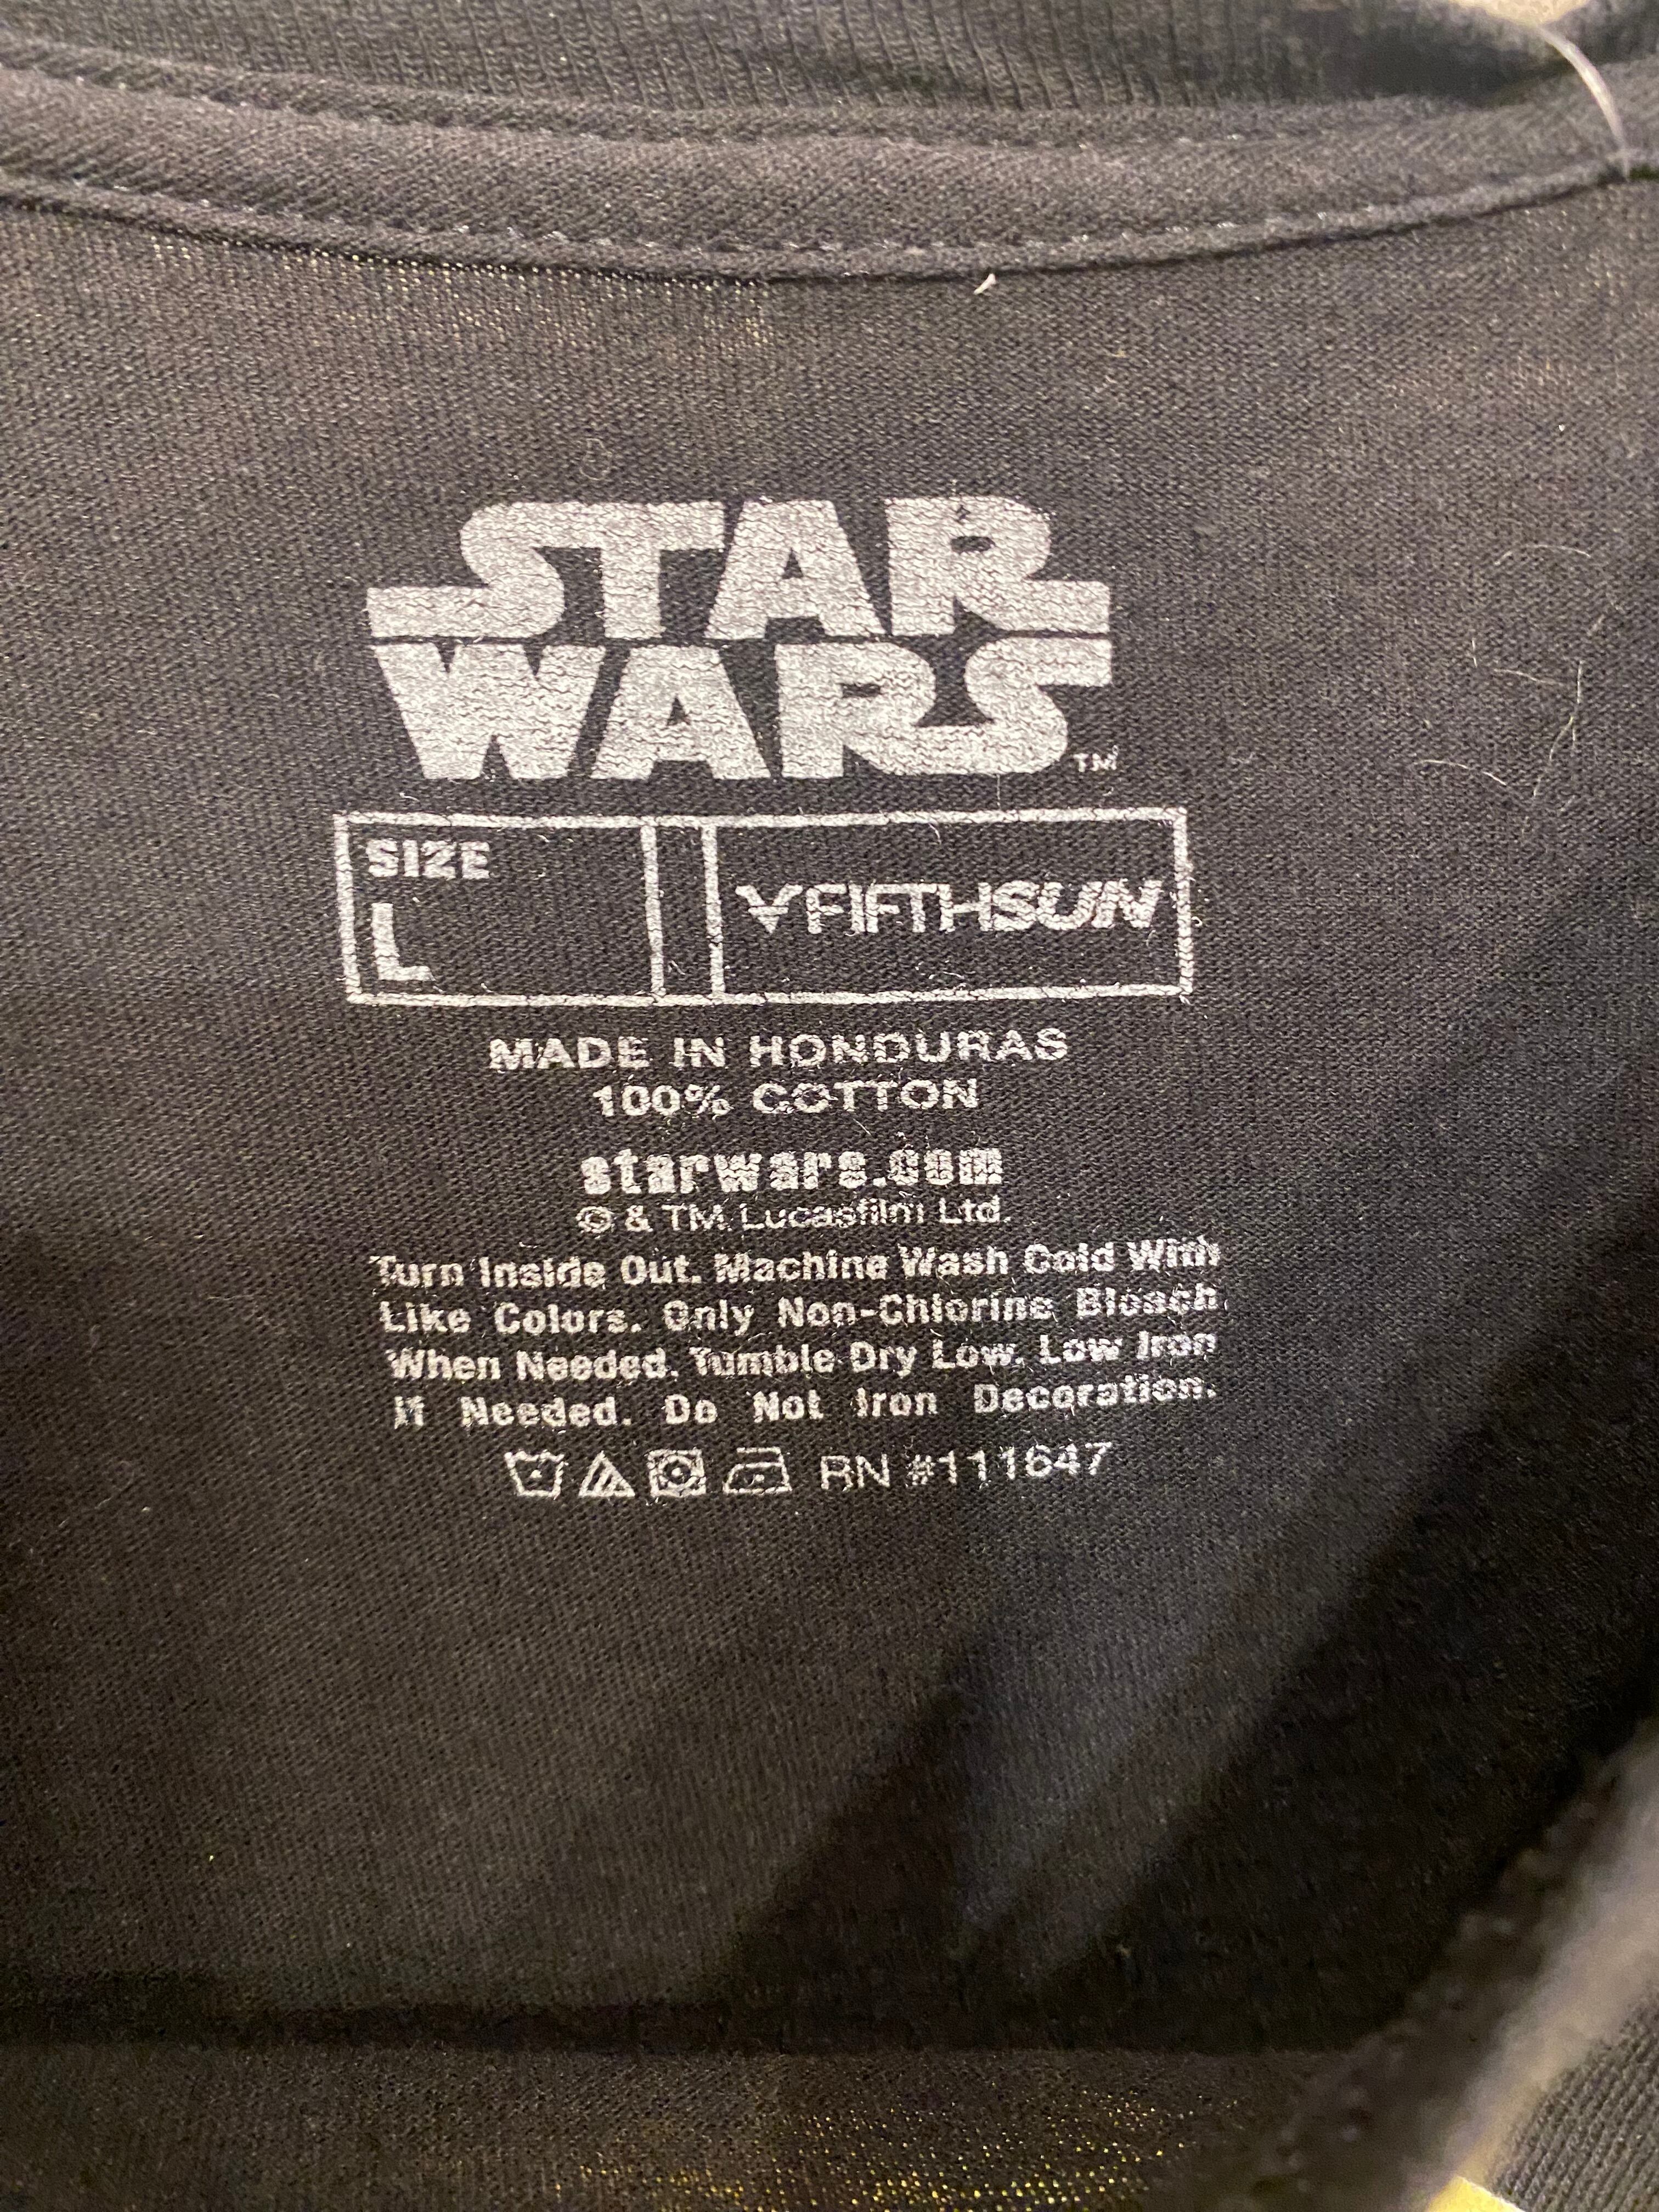 STAR
WARS™
SIZE
L
FIFTHSUN
MADE IN HONDURAS
100% COTTON
starwars.com
© & TM Lucasfilm Ltd.
Turn Inside Out. Machine Wash Cold With
Like Colors. Only Non-Chlorine Bleach
When Needed. Tumble Dry Low. Low Iron
If Needed. Do Not Iron Decoration.
RN #111647